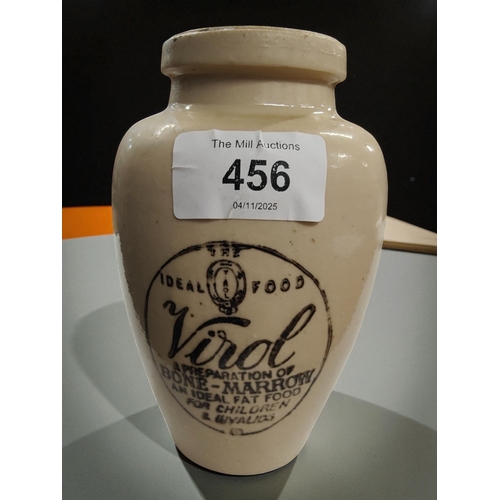 The Mill Auctions
456
04/11/2025
THE
IDEAL FOOD
Virol
A PREPARATION OF
BONE-MARROW
AN IDEAL FAT FOOD
FOR CHILDREN
& INVALIDS